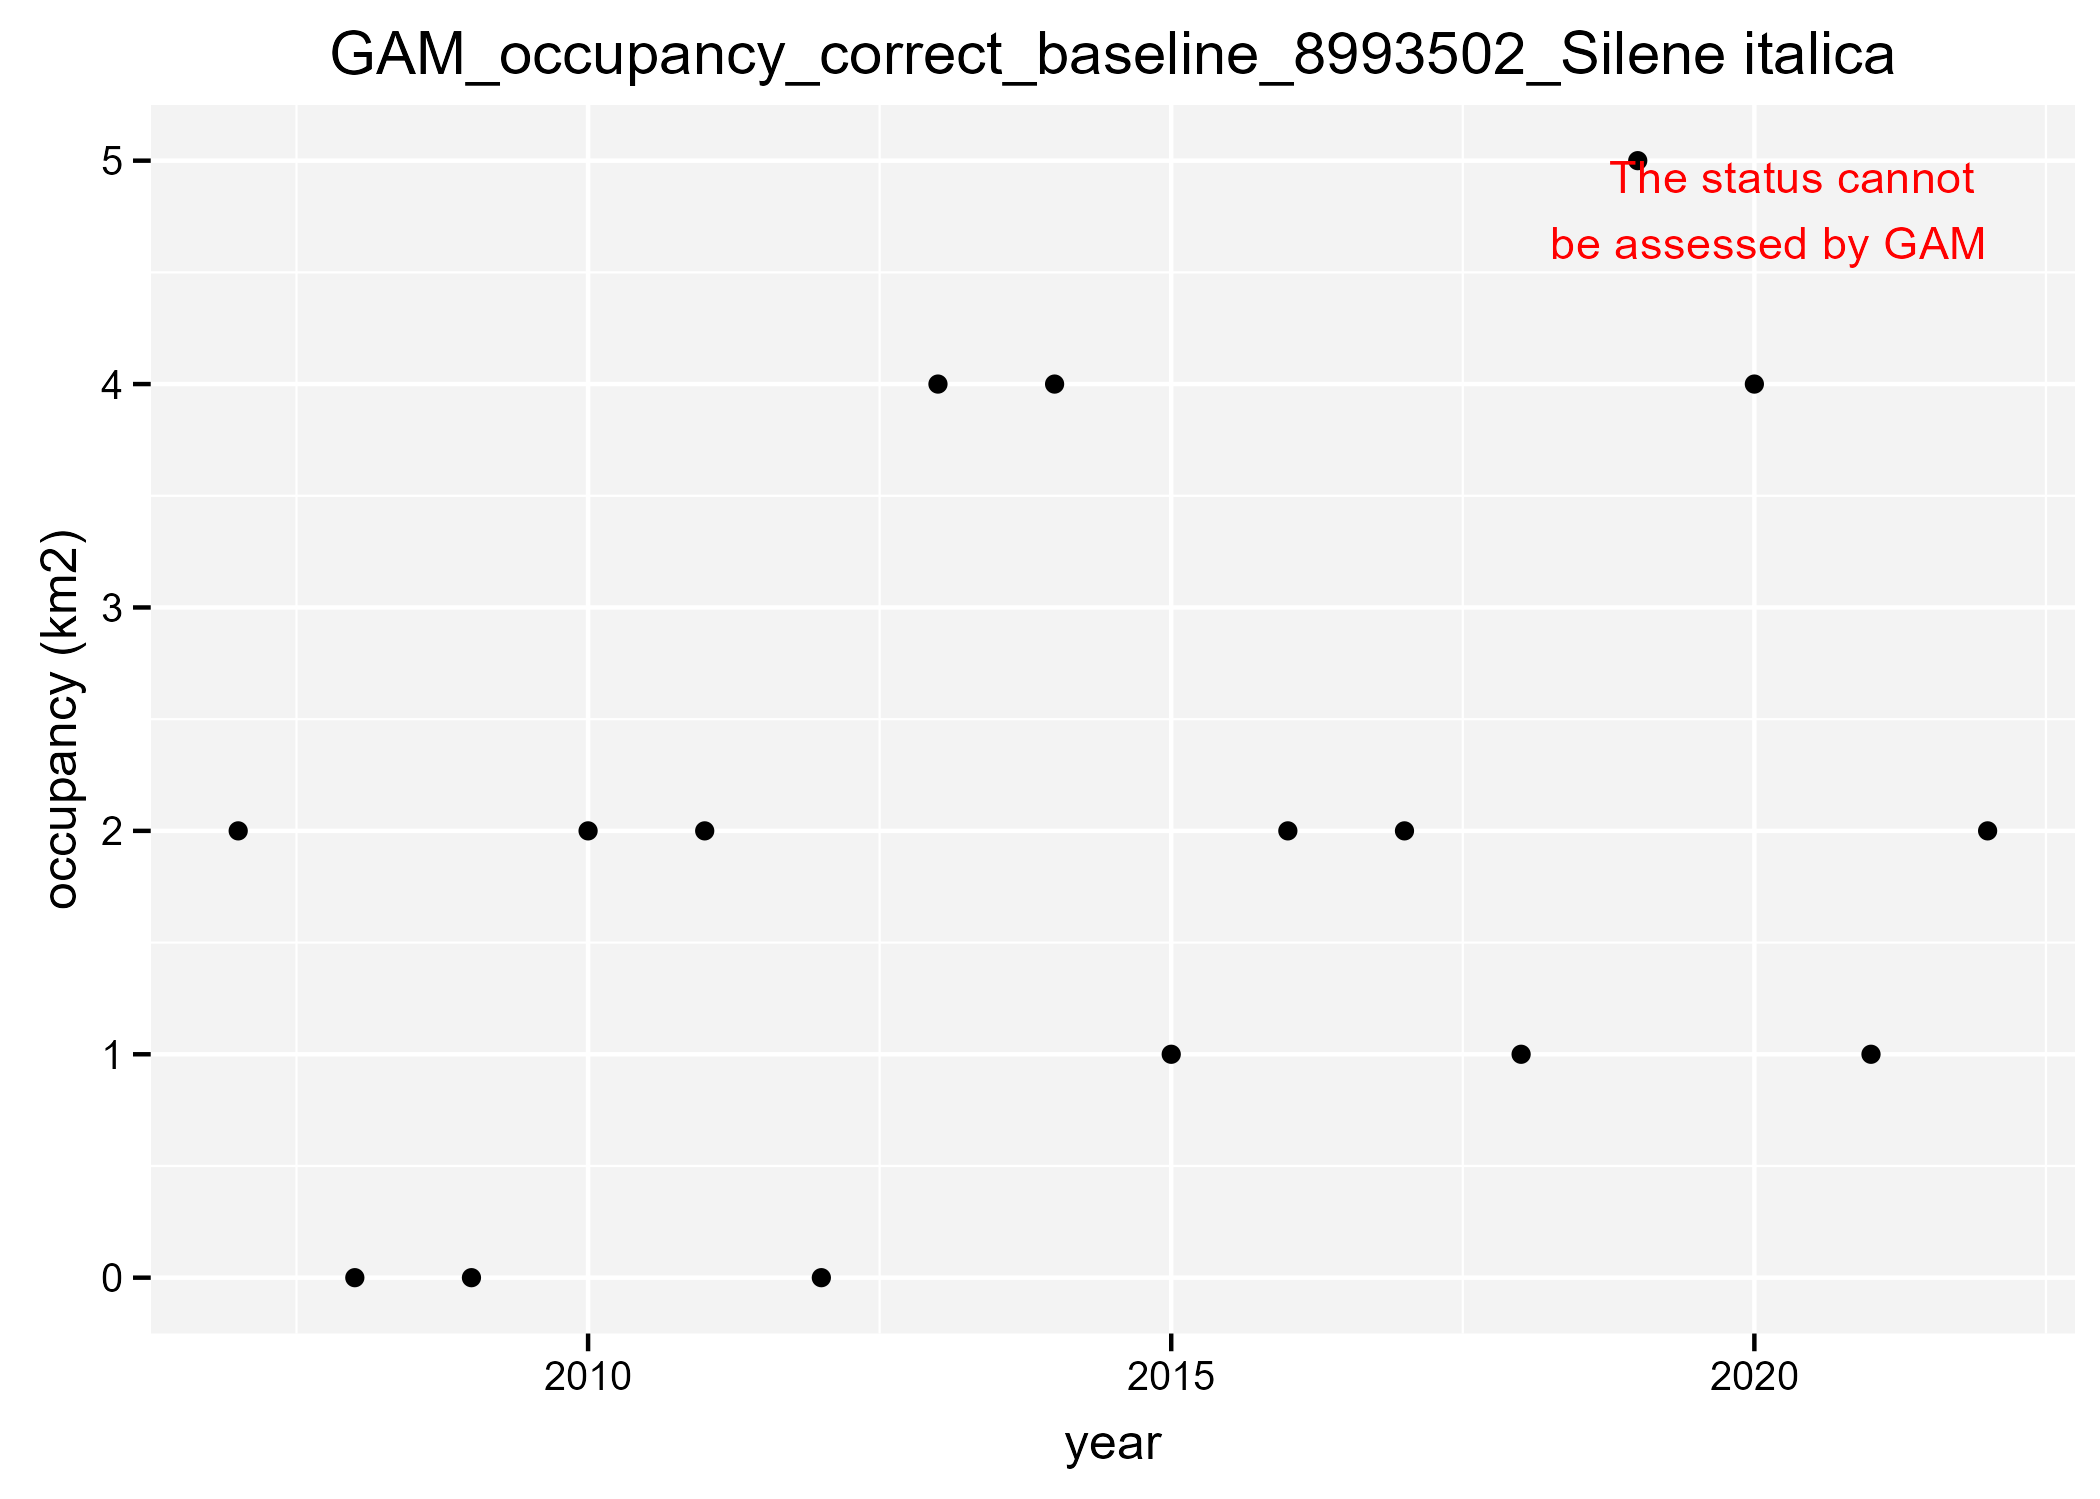 GAM_occupancy_correct_baseline_8993502_Silene italica
5
The status cannot
be assessed by GAM
4
3
occupancy (km2)
2
1
0
2010 2015 2020
year